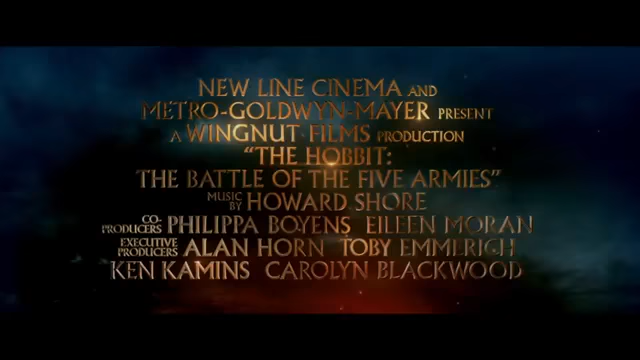 NEW LINE CINEMA AND
METRO-GOLDWYN-MAYER PRESENT
A WINGNUT FILMS PRODUCTION
"THE HOBBIT:
THE BATTLE OF THE FIVE ARMIES"
MUSIC BY HOWARD SHORE
CO-PRODUCERS PHILIPPA BOYENS EILEEN MORAN
EXECUTIVE PRODUCERS ALAN HORN TOBY EMMERICH
KEN KAMINS CAROLYN BLACKWOOD